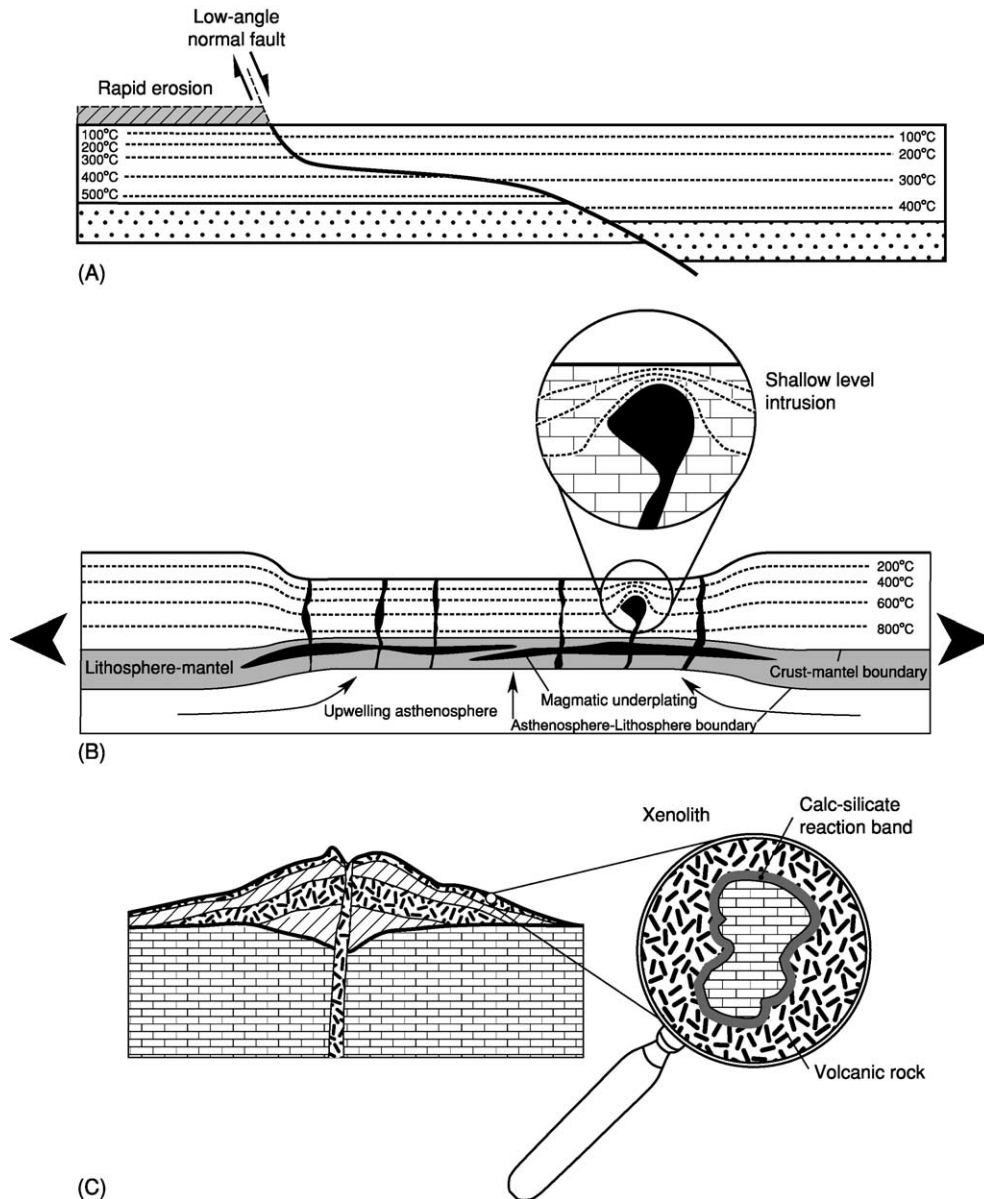 Low-angle
normal fault
Rapid erosion
100°C
200°C
300°C
400°C
500°C
100°C
200°C
300°C
400°C
(A)
Shallow level
intrusion
200°C
400°C
600°C
800°C
Lithosphere-mantel
Crust-mantel boundary
Magmatic underplating
Upwelling asthenosphere
Asthenosphere-Lithosphere boundary
(B)
Xenolith
Calc-silicate
reaction band
Volcanic rock
(C)